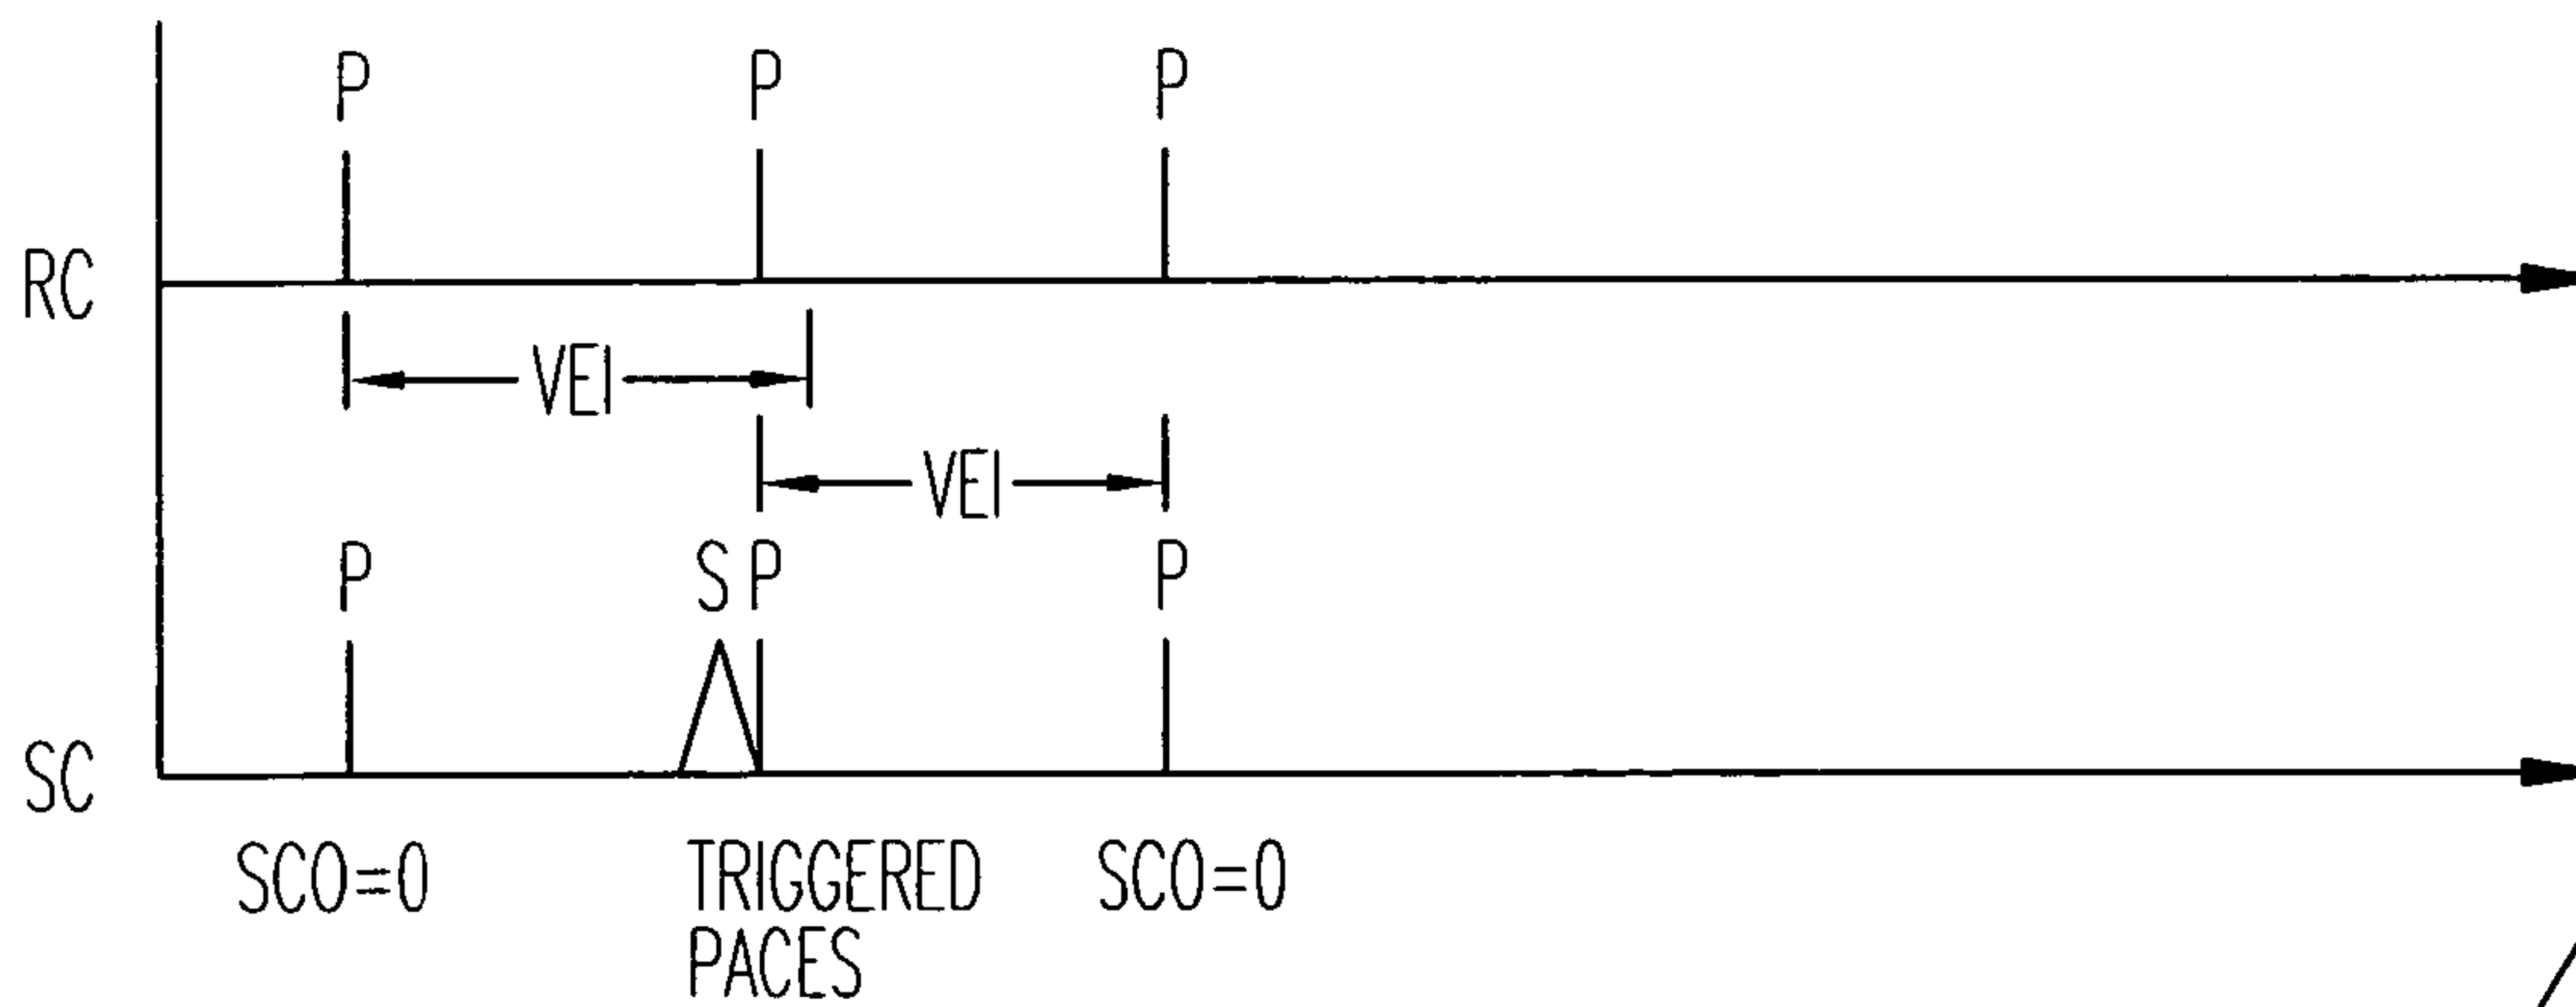 P P P
RC
VEI
VEI
P S P P
SC
SCO=0 TRIGGERED SCO=0
PACES